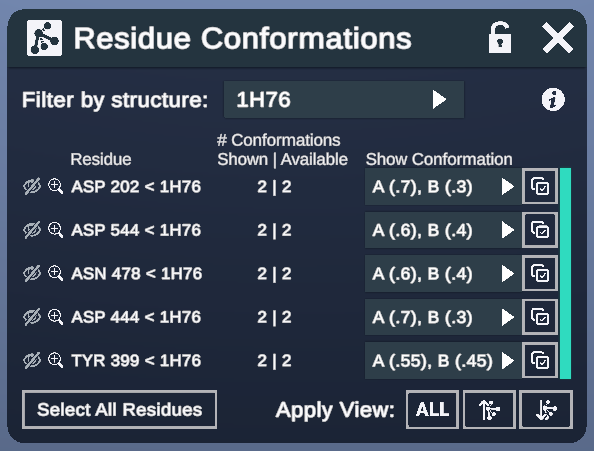 Residue Conformations
Filter by structure: 1H76
# Conformations
Residue Shown | Available Show Conformation
ASP 202 < 1H76 2 | 2 A (.7), B (.3)
ASP 544 < 1H76 2 | 2 A (.6), B (.4)
ASN 478 < 1H76 2 | 2 A (.6), B (.4)
ASP 444 < 1H76 2 | 2 A (.7), B (.3)
TYR 399 < 1H76 2 | 2 A (.55), B (.45)
Select All Residues Apply View: ALL